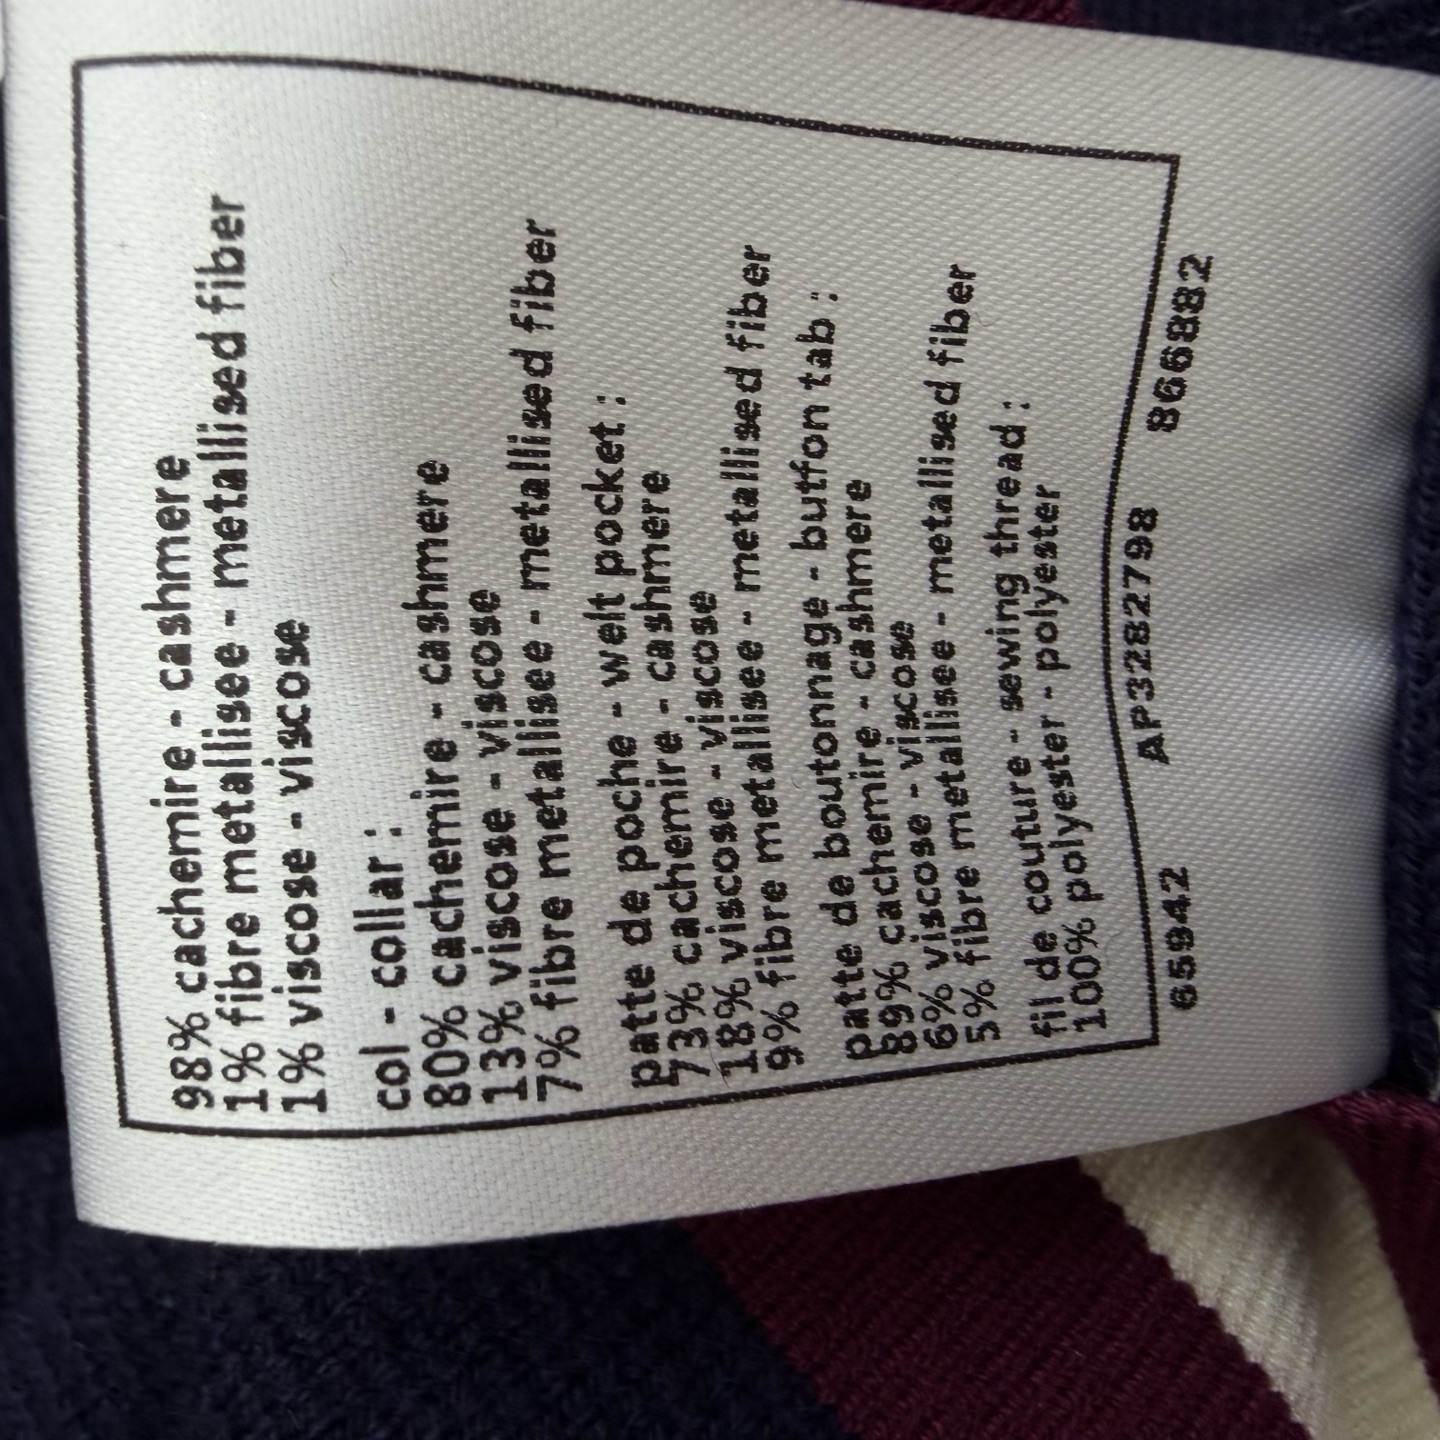 98% cachemire - cashmere
1% fibre metallisee - metallised fiber
1% viscose - viscose
col - collar :
80% cachemire - cashmere
13% viscose - viscose
7% fibre metallisee - metallised fiber
patte de poche - welt pocket :
73% cachemire - cashmere
18% viscose - viscose
9% fibre metallisee - metallised fiber
patte de boutonnage - button tab :
89% cachemire - cashmere
6% viscose - viscose
5% fibre metallisee - metallised fiber
fil de couture - sewing thread :
100% polyester - polyester
65942 AP3282798 866882